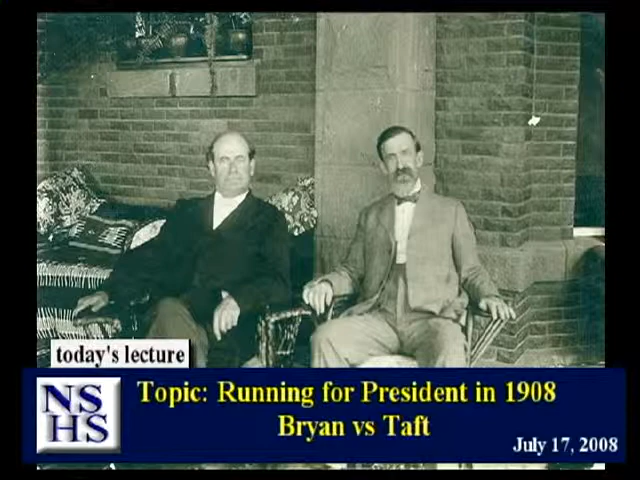 today's lecture
NS
HS
Topic: Running for President in 1908
Bryan vs Taft
July 17, 2008